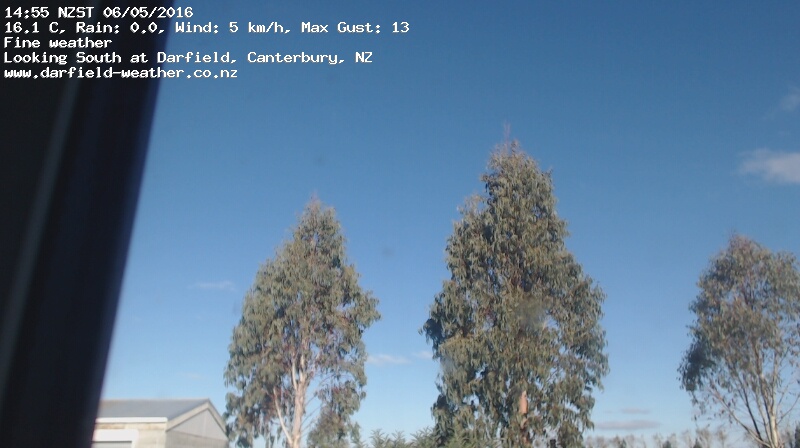 14:55 NZST 06/05/2016
16.1 C, Rain: 0.0, Wind: 5 km/h, Max Gust: 13
Fine weather
Looking South at Darfield, Canterbury, NZ
www.darfield-weather.co.nz